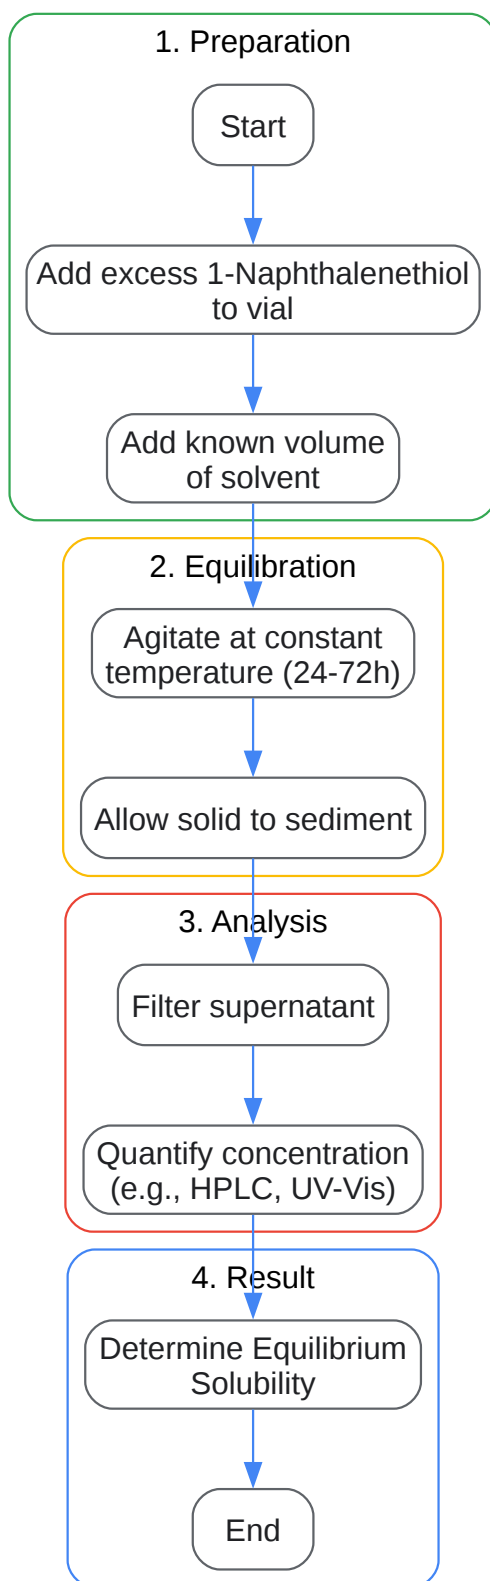 1. Preparation
Start
Add excess 1-Naphthalenethiol
to vial
Add known volume
of solvent
2. Equilibration
Agitate at constant
temperature (24-72h)
Allow solid to sediment
3. Analysis
Filter supernatant
Quantify concentration
(e.g., HPLC, UV-Vis)
4. Result
Determine Equilibrium
Solubility
End